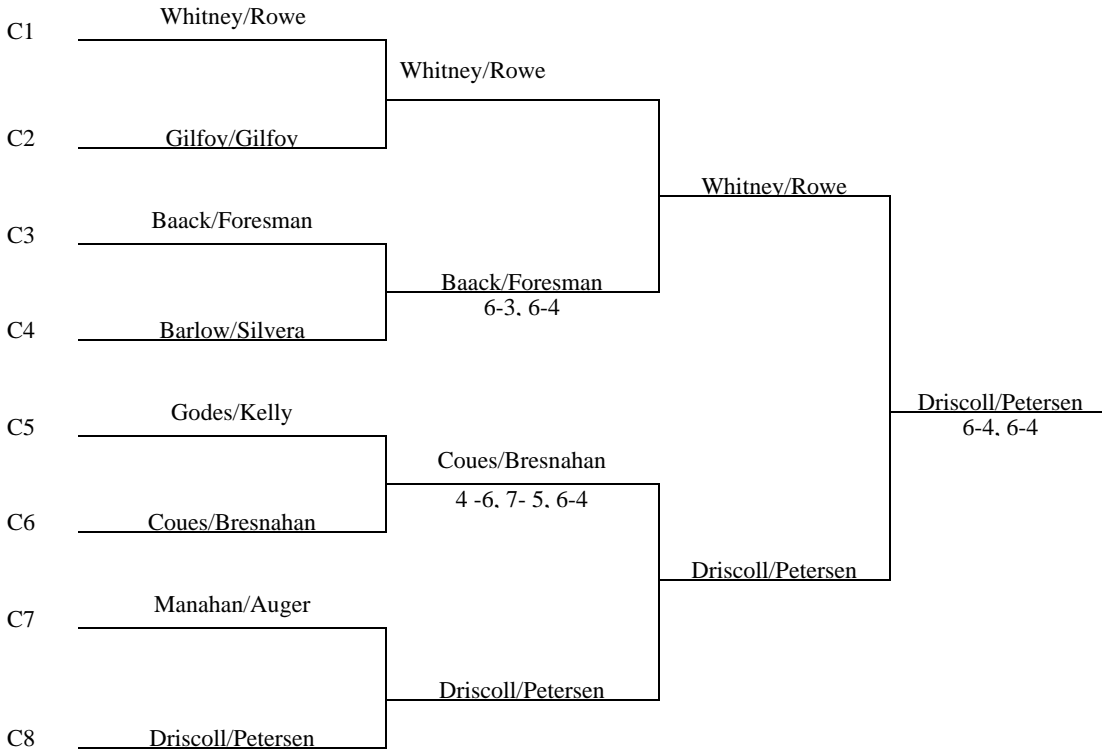 C1
Whitney/Rowe
Whitney/Rowe
C2
Gilfoy/Gilfoy
Whitney/Rowe
C3
Baack/Foresman
Baack/Foresman
6-3, 6-4
C4
Barlow/Silvera
Driscoll/Petersen
6-4, 6-4
C5
Godes/Kelly
Coues/Bresnahan
4 -6, 7- 5, 6-4
C6
Coues/Bresnahan
Driscoll/Petersen
C7
Manahan/Auger
Driscoll/Petersen
C8
Driscoll/Petersen